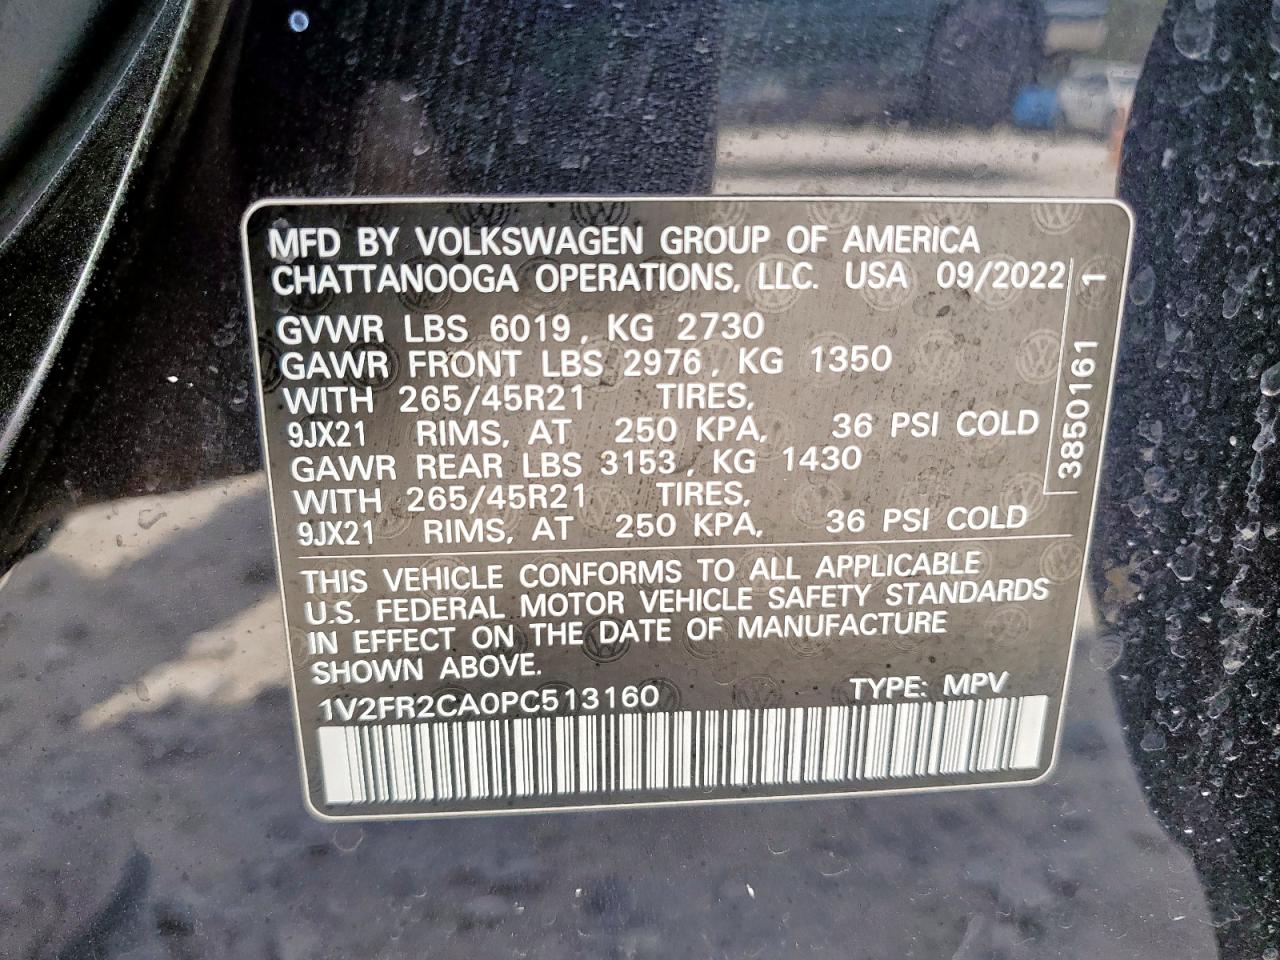 MFD BY VOLKSWAGEN GROUP OF AMERICA
CHATTANOOGA OPERATIONS, LLC. USA 09/2022
GVWR LBS 6019, KG 2730
GAWR FRONT LBS 2976, KG 1350
WITH 265/45R21 TIRES,
9JX21 RIMS, AT 250 KPA, 36 PSI COLD
GAWR REAR LBS 3153, KG 1430
WITH 265/45R21 TIRES,
9JX21 RIMS, AT 250 KPA, 36 PSI COLD
3850161 1
THIS VEHICLE CONFORMS TO ALL APPLICABLE
U.S. FEDERAL MOTOR VEHICLE SAFETY STANDARDS
IN EFFECT ON THE DATE OF MANUFACTURE
SHOWN ABOVE.
1V2FR2CA0PC513160 TYPE: MPV